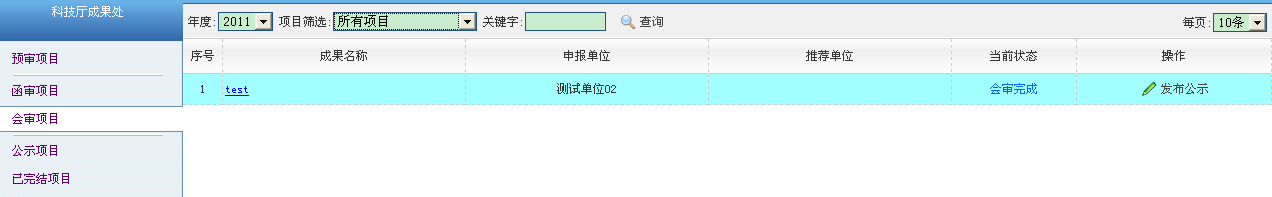 科技厅成果处
预审项目
函审项目
会审项目
公示项目
已完结项目
年度: 2011 项目筛选: 所有项目 关键字: 查询 每页: 10条
序号 成果名称 申报单位 推荐单位 当前状态 操作
1 test 测试单位02 会审完成 发布公示